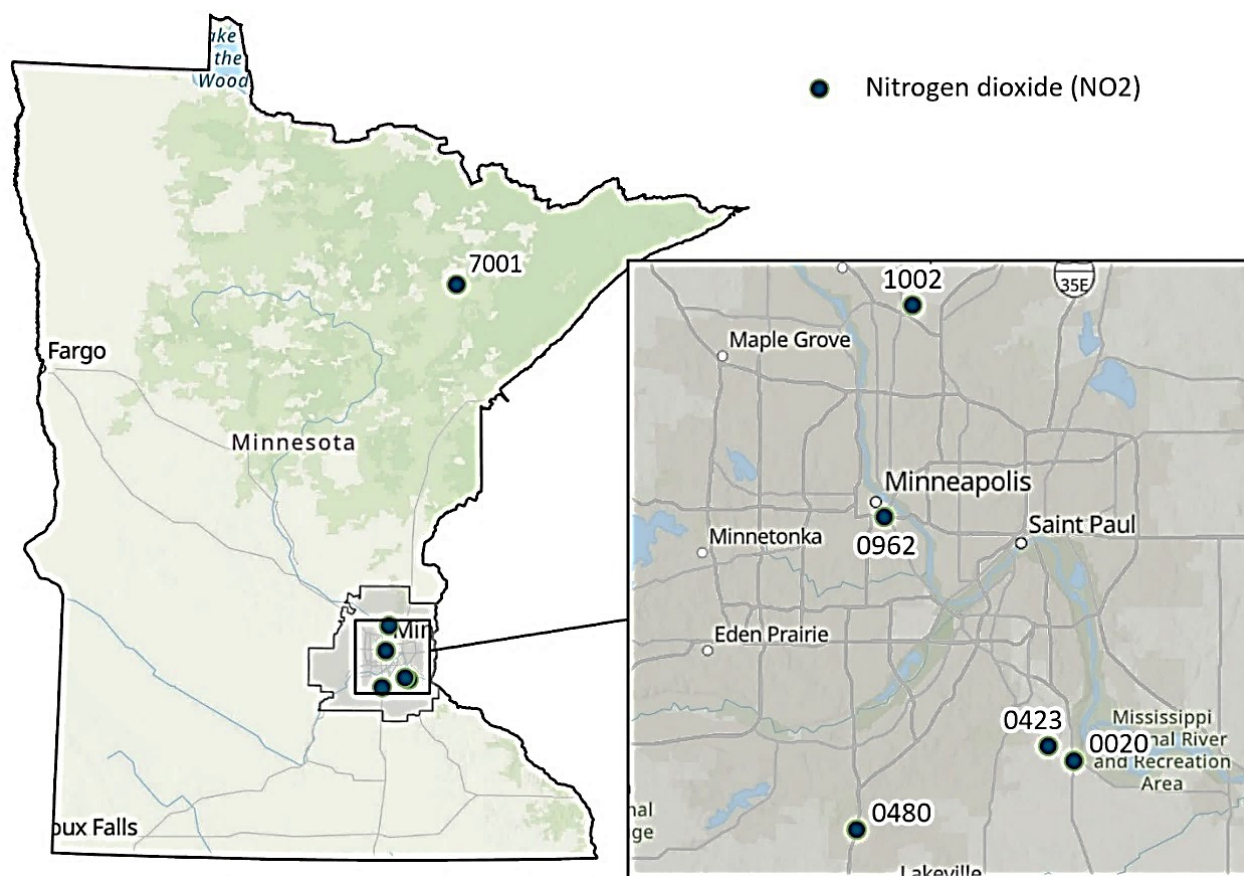 ake
the
Wood
Nitrogen dioxide (NO2)
7001
Fargo
Minnesota
Min
oux Falls
1002
35E
Maple Grove
Minneapolis
Saint Paul
0962
Minnetonka
Eden Prairie
0423
0020
Mississippi
nal River
and Recreation
Area
0480
nal
ge
Lakeville